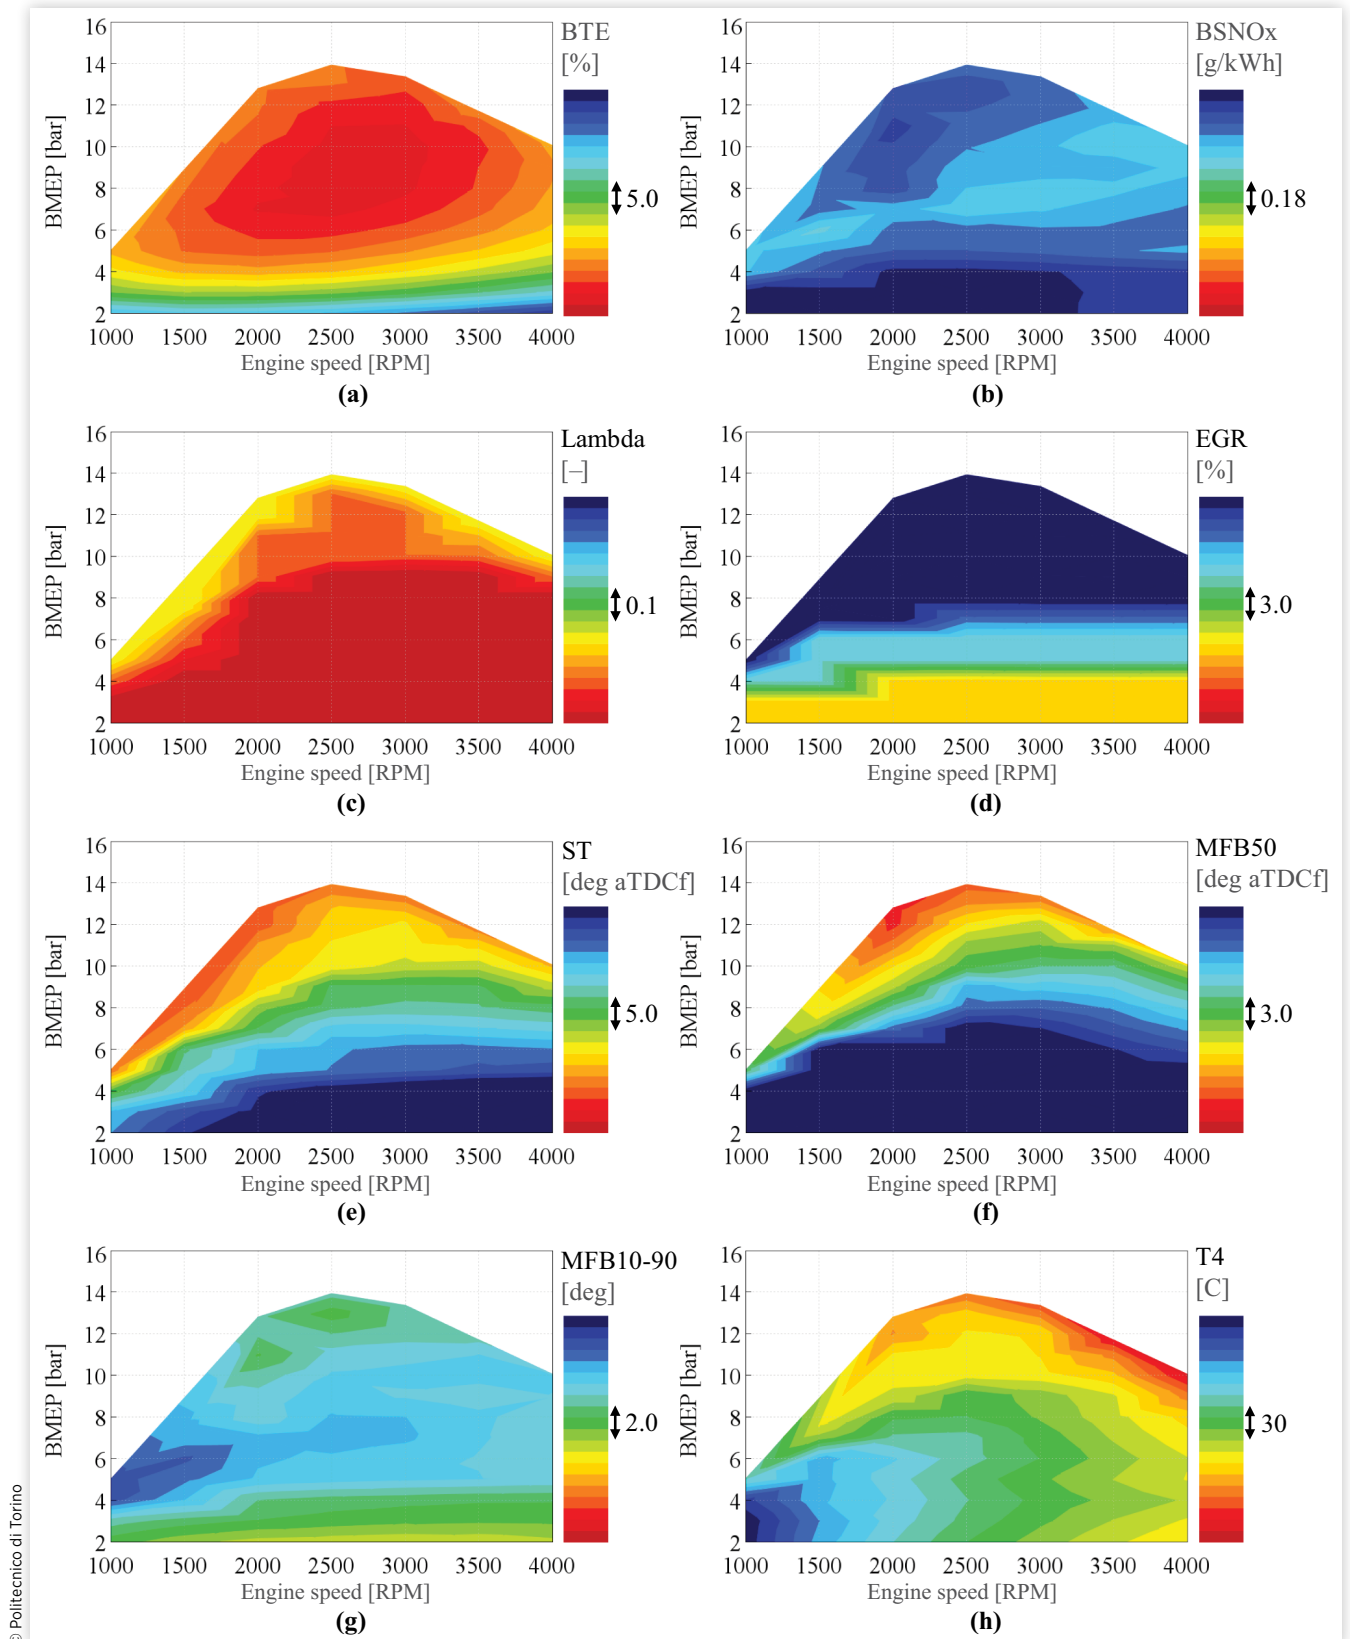 BTE
[%]
16
14
12
10
8
6
4
2
BMEP [bar]
5.0
1000 1500 2000 2500 3000 3500 4000
Engine speed [RPM]
(a)
BSNOx
[g/kWh]
16
14
12
10
8
6
4
2
BMEP [bar]
0.18
1000 1500 2000 2500 3000 3500 4000
Engine speed [RPM]
(b)
Lambda
[–]
16
14
12
10
8
6
4
2
BMEP [bar]
0.1
1000 1500 2000 2500 3000 3500 4000
Engine speed [RPM]
(c)
EGR
[%]
16
14
12
10
8
6
4
2
BMEP [bar]
3.0
1000 1500 2000 2500 3000 3500 4000
Engine speed [RPM]
(d)
ST
[deg aTDCf]
16
14
12
10
8
6
4
2
BMEP [bar]
5.0
1000 1500 2000 2500 3000 3500 4000
Engine speed [RPM]
(e)
MFB50
[deg aTDCf]
16
14
12
10
8
6
4
2
BMEP [bar]
3.0
1000 1500 2000 2500 3000 3500 4000
Engine speed [RPM]
(f)
MFB10-90
[deg]
16
14
12
10
8
6
4
2
BMEP [bar]
2.0
1000 1500 2000 2500 3000 3500 4000
Engine speed [RPM]
(g)
T4
[C]
16
14
12
10
8
6
4
2
BMEP [bar]
30
1000 1500 2000 2500 3000 3500 4000
Engine speed [RPM]
(h)
© Politecnico di Torino